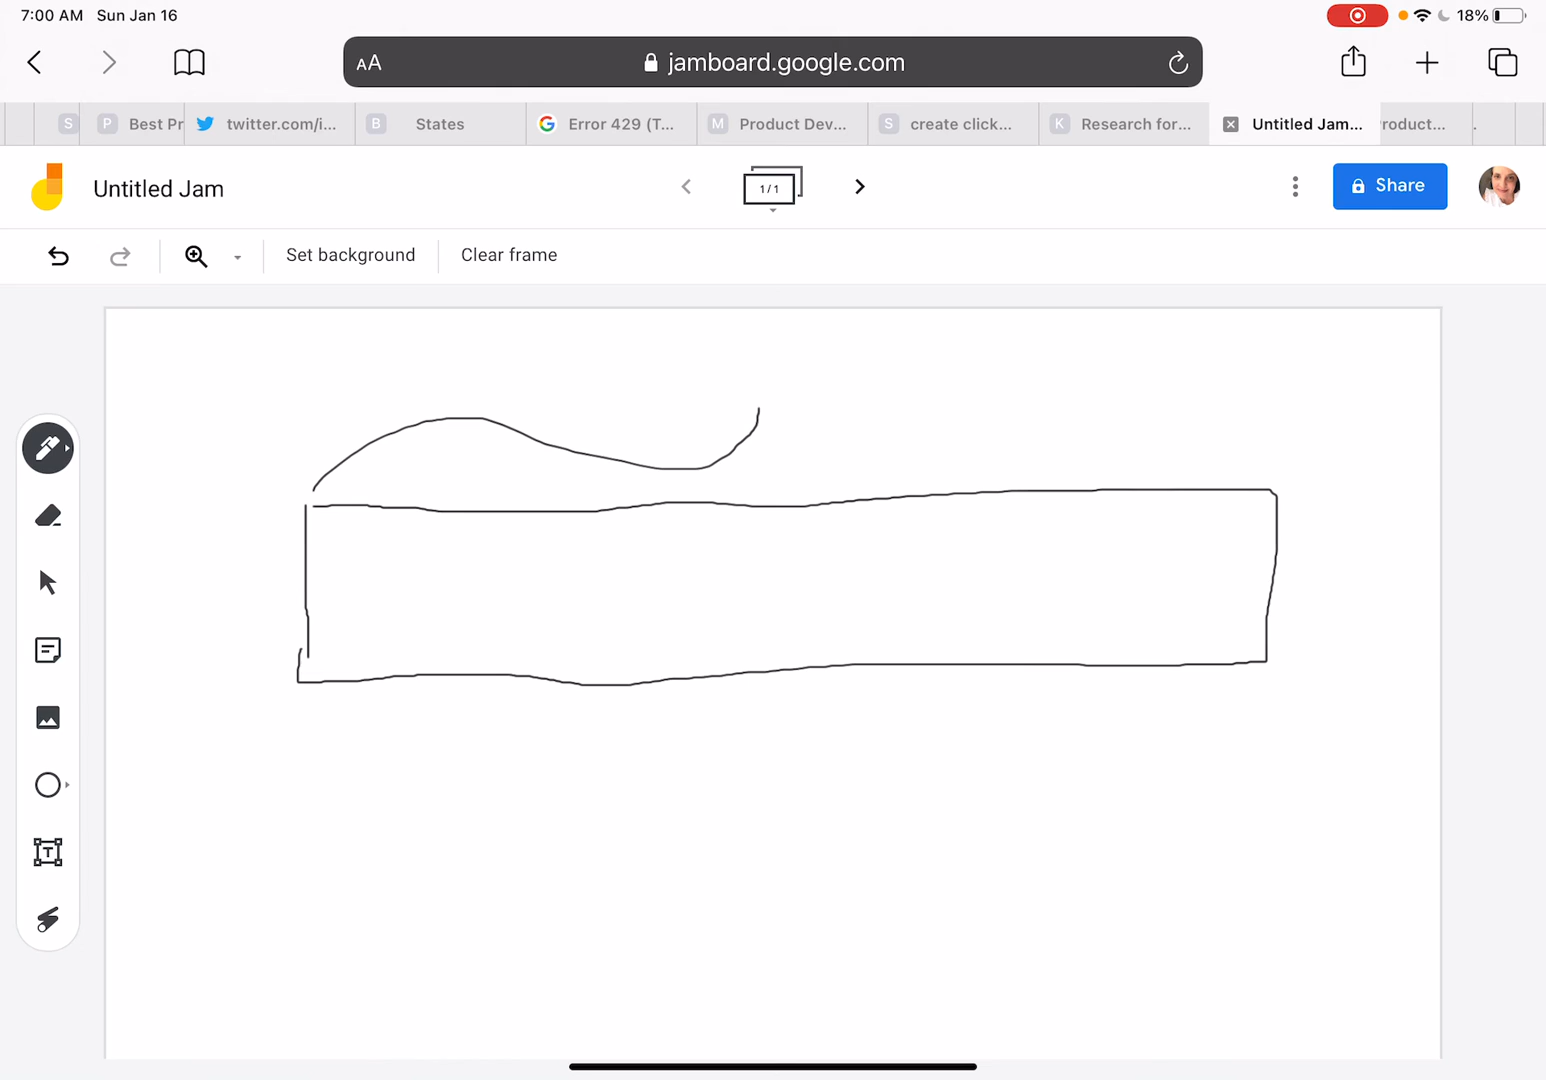 7:00 AM Sun Jan 16
18%
AA jamboard.google.com
S P Best Pr twitter.com/i... B States Error 429 (T... M Product Dev... S create click... K Research for... Untitled Jam... roduct... .
Untitled Jam
1/1
Share
Set background
Clear frame
T